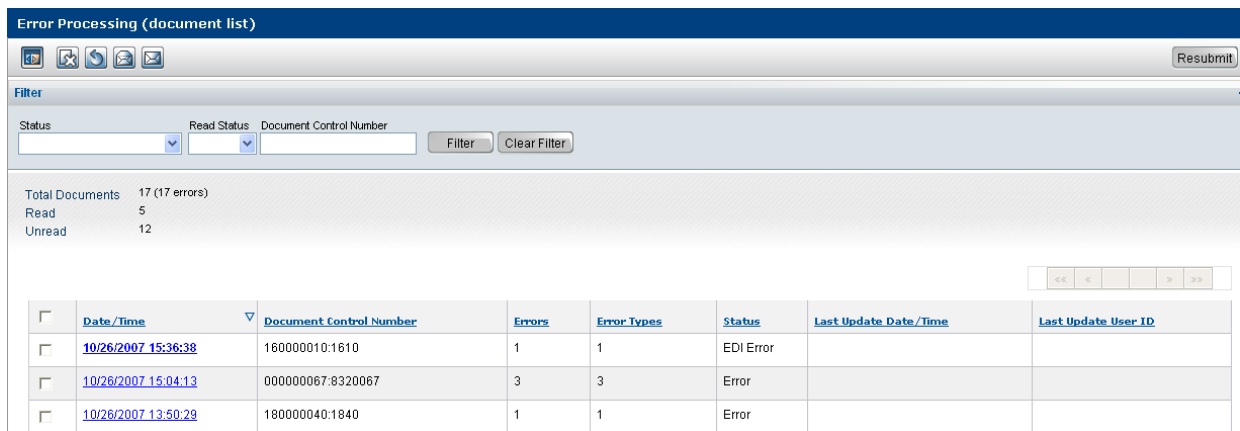 Error Processing (document list)
Resubmit
Filter
Status Read Status Document Control Number
Filter Clear Filter
Total Documents 17 (17 errors)
Read 5
Unread 12
<< < > >>
Date/Time Document Control Number Errors Error Types Status Last Update Date/Time Last Update User ID
10/26/2007 15:36:38 160000010:1610 1 1 EDI Error
10/26/2007 15:04:13 000000067:8320067 3 3 Error
10/26/2007 13:50:29 180000040:1840 1 1 Error